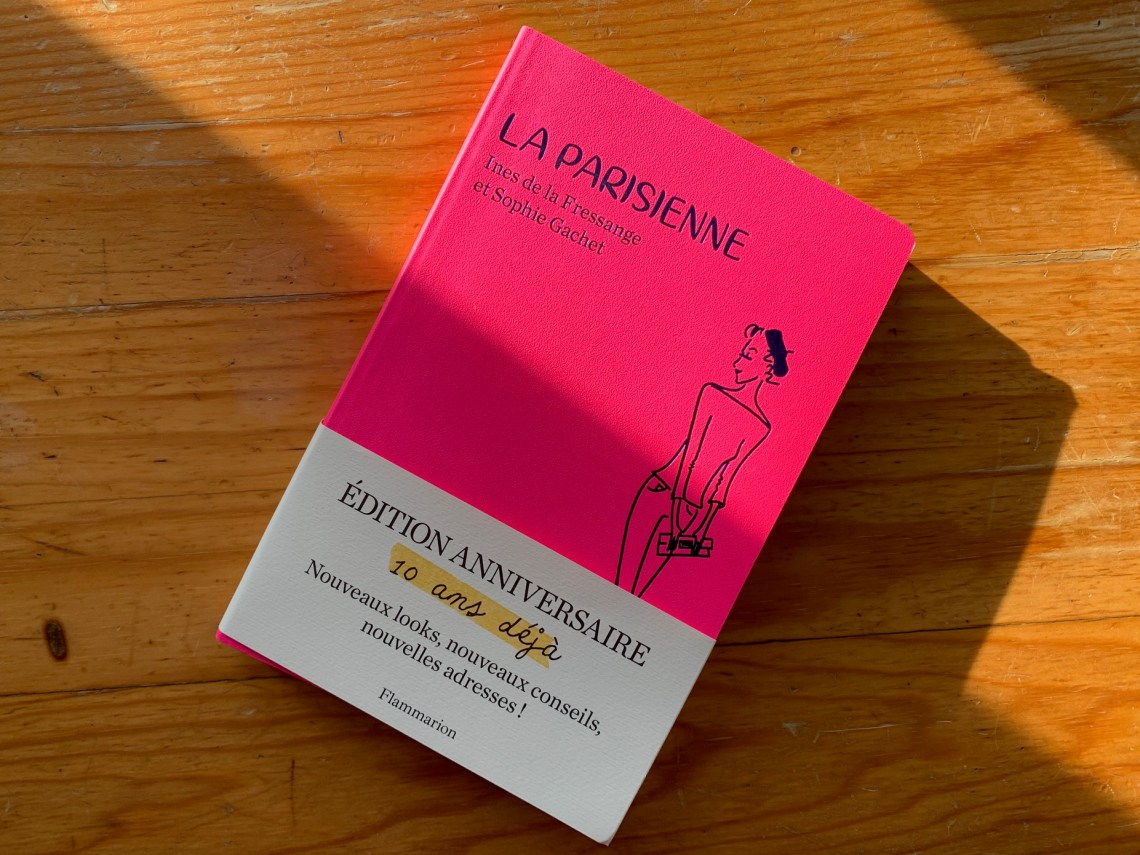 LA PARISIENNE
Ines de la Fressange
et Sophie Gachet
ÉDITION ANNIVERSAIRE
10 ans déjà
Nouveaux looks, nouveaux conseils,
nouvelles adresses !
Flammarion